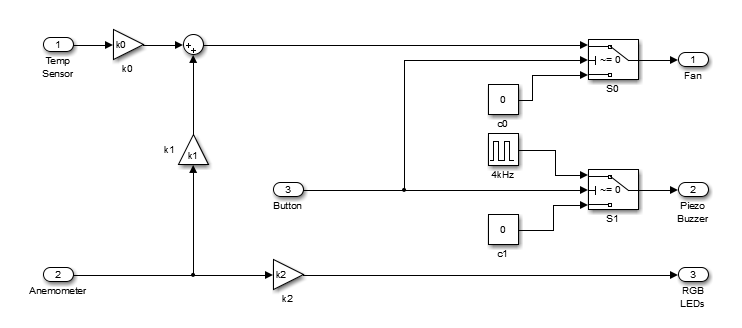 1
Temp
Sensor
k0
k0
+
+
~= 0
S0
1
Fan
0
c0
k1
k1
4kHz
3
Button
~= 0
S1
2
Piezo
Buzzer
0
c1
2
Anemometer
k2
k2
3
RGB
LEDs